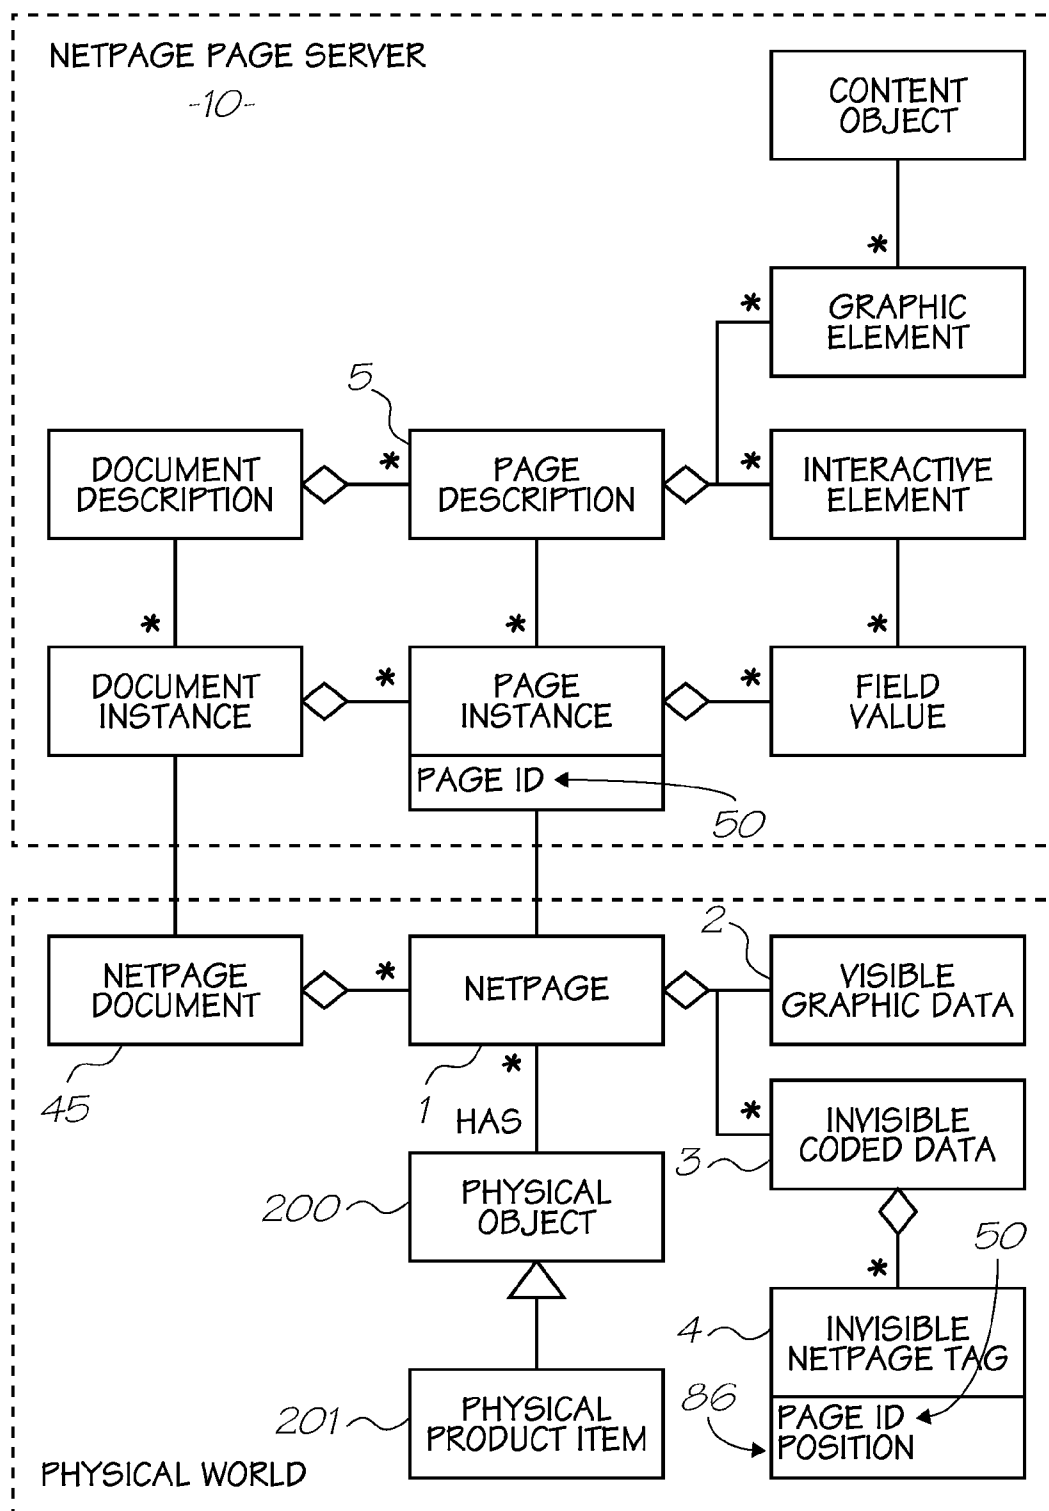 NETPAGE PAGE SERVER
-10-
CONTENT
OBJECT
*
*
GRAPHIC
ELEMENT
5
DOCUMENT
DESCRIPTION
*
PAGE
DESCRIPTION
*
INTERACTIVE
ELEMENT
*
*
*
DOCUMENT
INSTANCE
*
PAGE
INSTANCE
*
FIELD
VALUE
PAGE ID
50
2
NETPAGE
DOCUMENT
*
NETPAGE
VISIBLE
GRAPHIC DATA
45
1
*
HAS
*
3
INVISIBLE
CODED DATA
200
PHYSICAL
OBJECT
50
*
4
INVISIBLE
NETPAGE TAG
201
PHYSICAL
PRODUCT ITEM
86
PAGE ID
POSITION
PHYSICAL WORLD